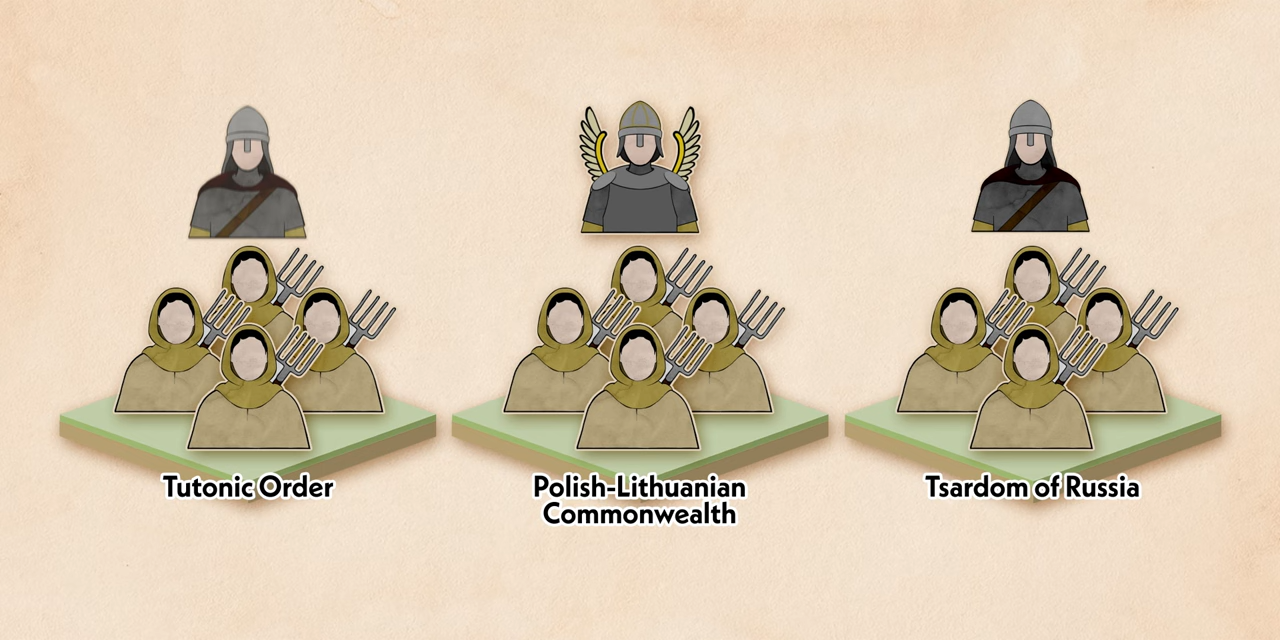 Tutonic Order
Polish-Lithuanian
Commonwealth
Tsardom of Russia